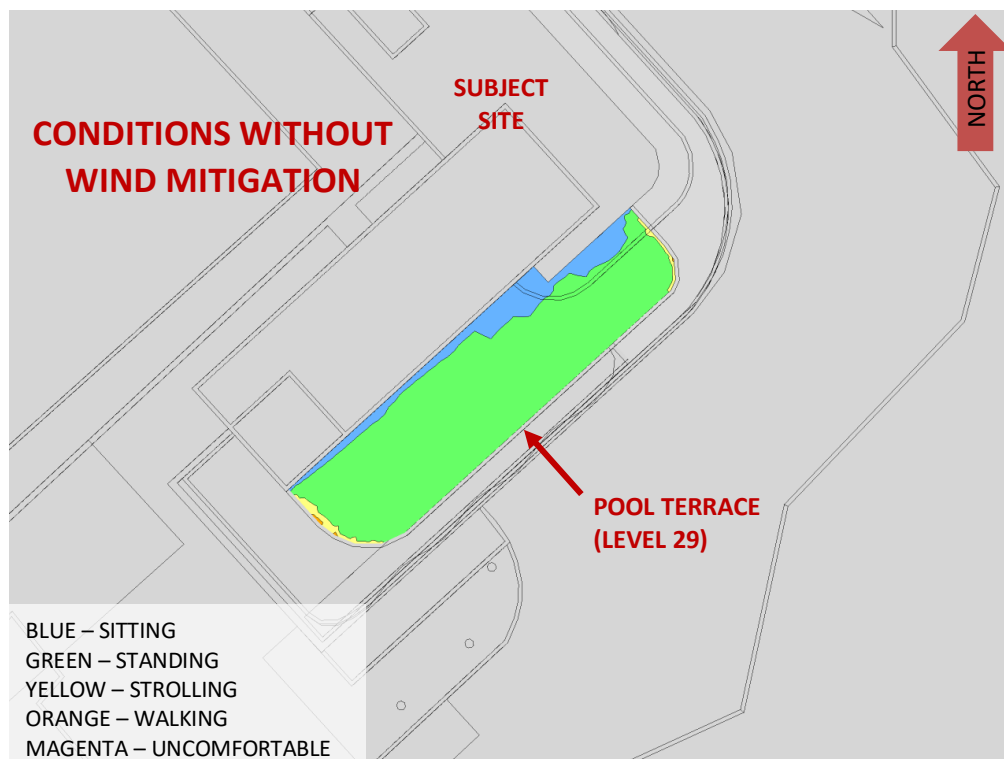 SUBJECT
SITE
NORTH
CONDITIONS WITHOUT
WIND MITIGATION
POOL TERRACE
(LEVEL 29)
BLUE – SITTING
GREEN – STANDING
YELLOW – STROLLING
ORANGE – WALKING
MAGENTA – UNCOMFORTABLE